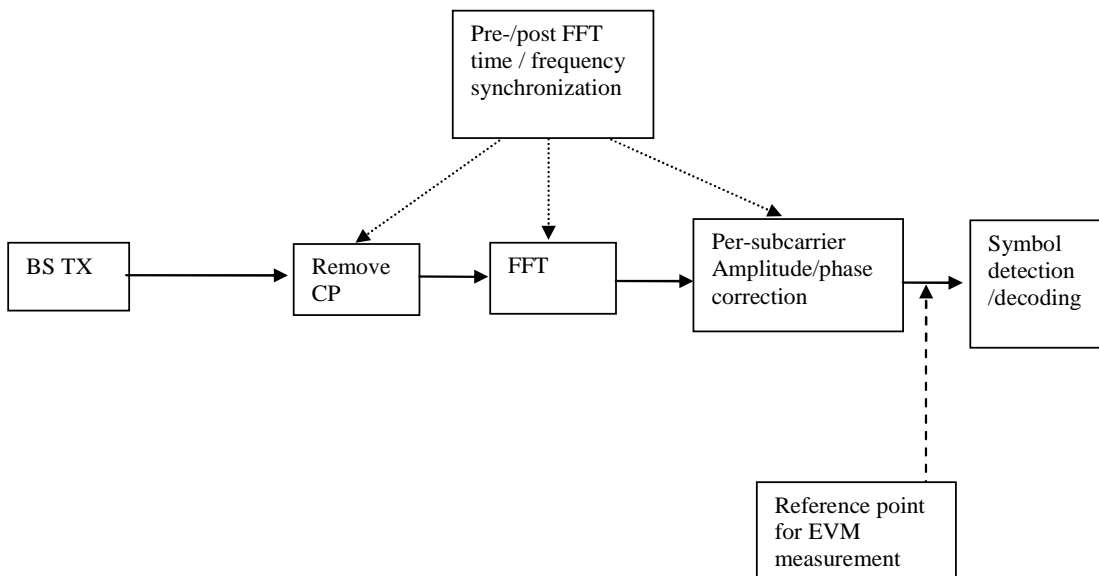 Pre-/post FFT
time / frequency
synchronization
BS TX
Remove
CP
FFT
Per-subcarrier
Amplitude/phase
correction
Symbol
detection
/decoding
Reference point
for EVM
measurement